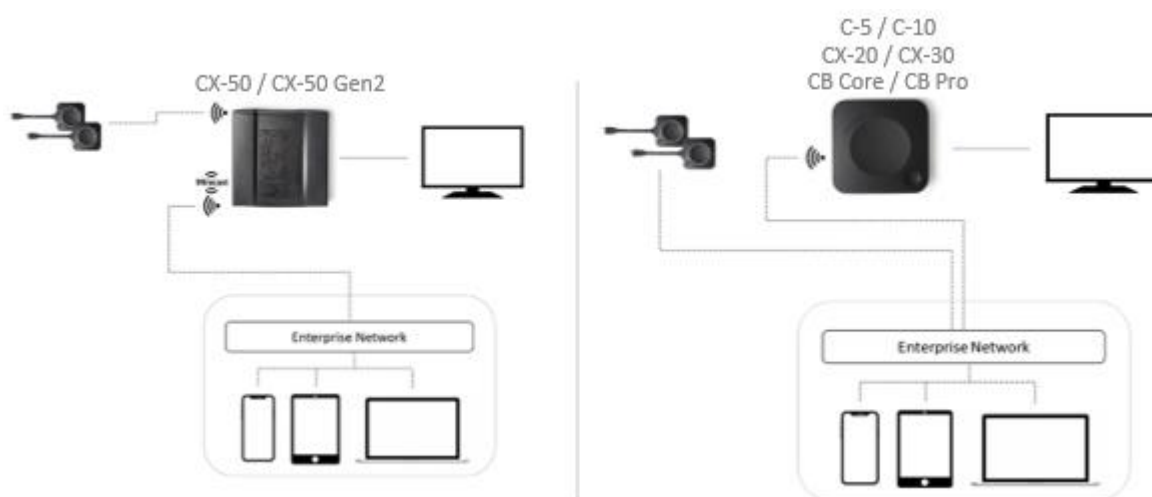 CX-50 / CX-50 Gen2
Miracast
Enterprise Network
C-5 / C-10
CX-20 / CX-30
CB Core / CB Pro
Enterprise Network